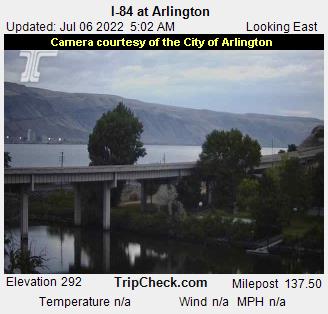 I-84 at Arlington
Updated: Jul 06 2022 5:02 AM Looking East
Camera courtesy of the City of Arlington
Elevation 292 TripCheck.com Milepost 137.50
Temperature n/a Wind n/a MPH n/a